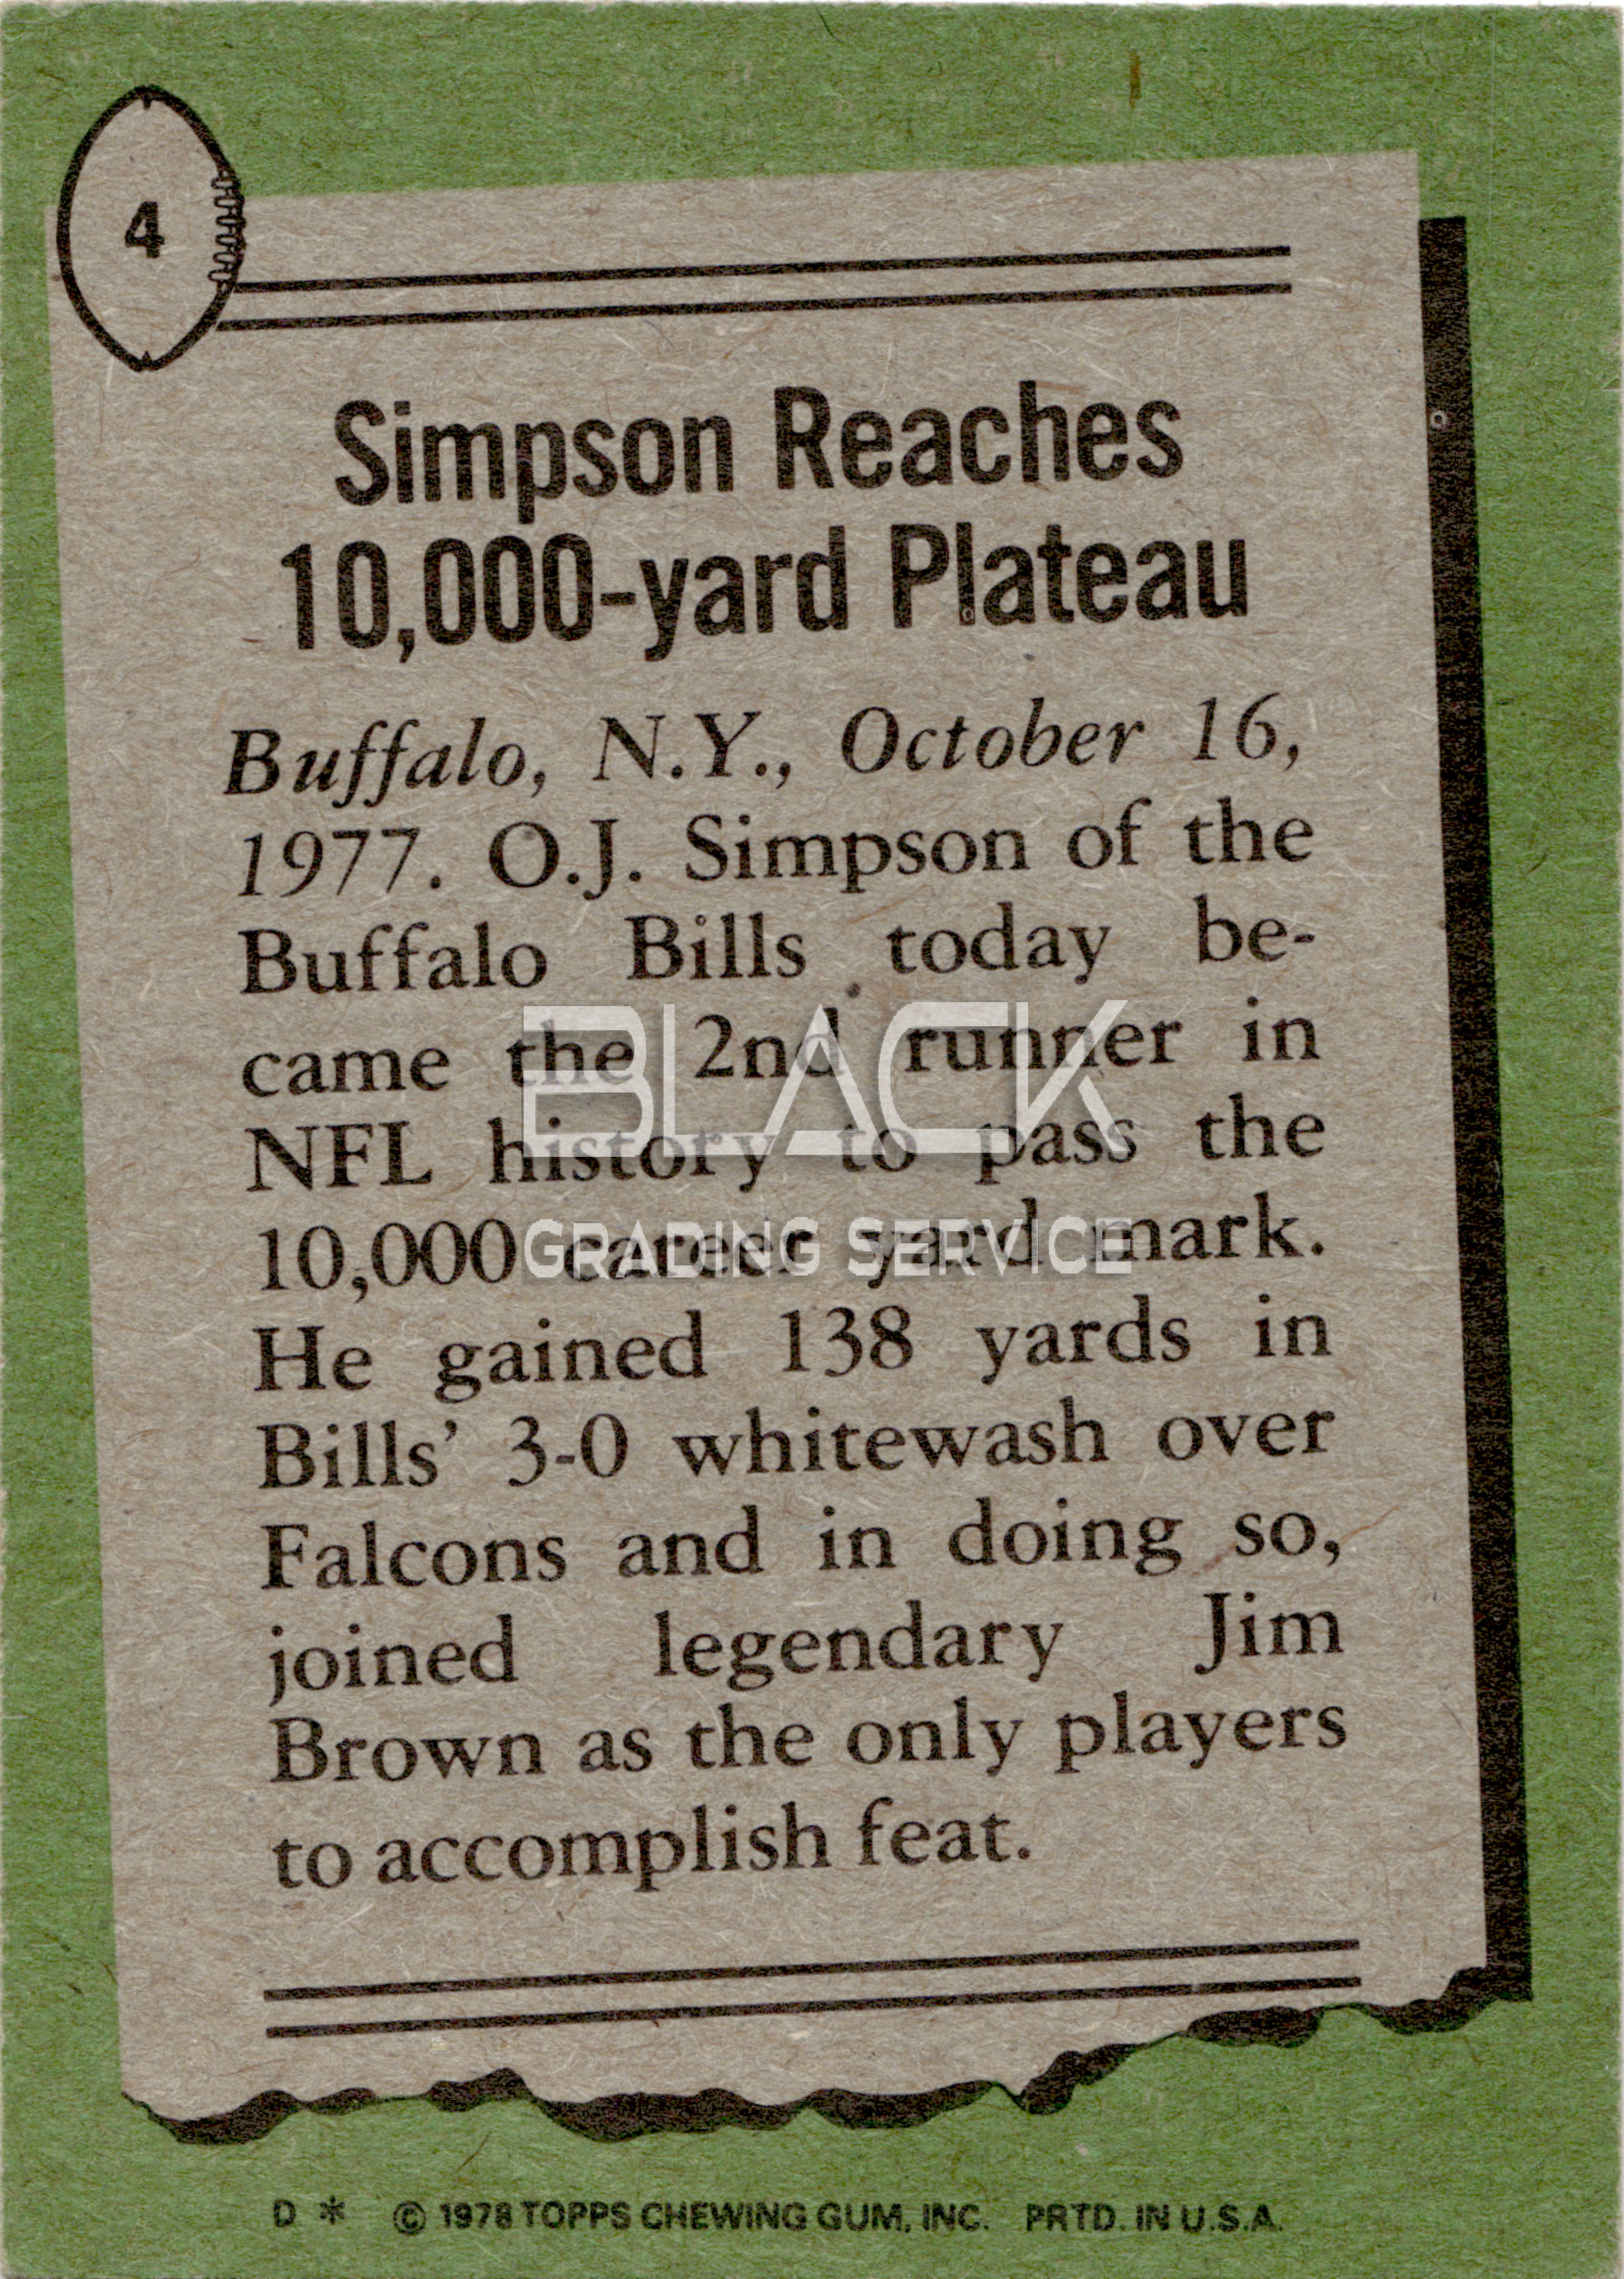 4
Simpson Reaches
10,000-yard Plateau
Buffalo, N.Y., October 16,
1977. O.J. Simpson of the
Buffalo Bills today be-
came the 2nd runner in
NFL history to pass the
10,000 career yard mark.
He gained 138 yards in
Bills' 3-0 whitewash over
Falcons and in doing so,
joined legendary Jim
Brown as the only players
to accomplish feat.
BLACK
GRADING SERVICE
D * © 1978 TOPPS CHEWING GUM, INC. PRTD. IN U.S.A.